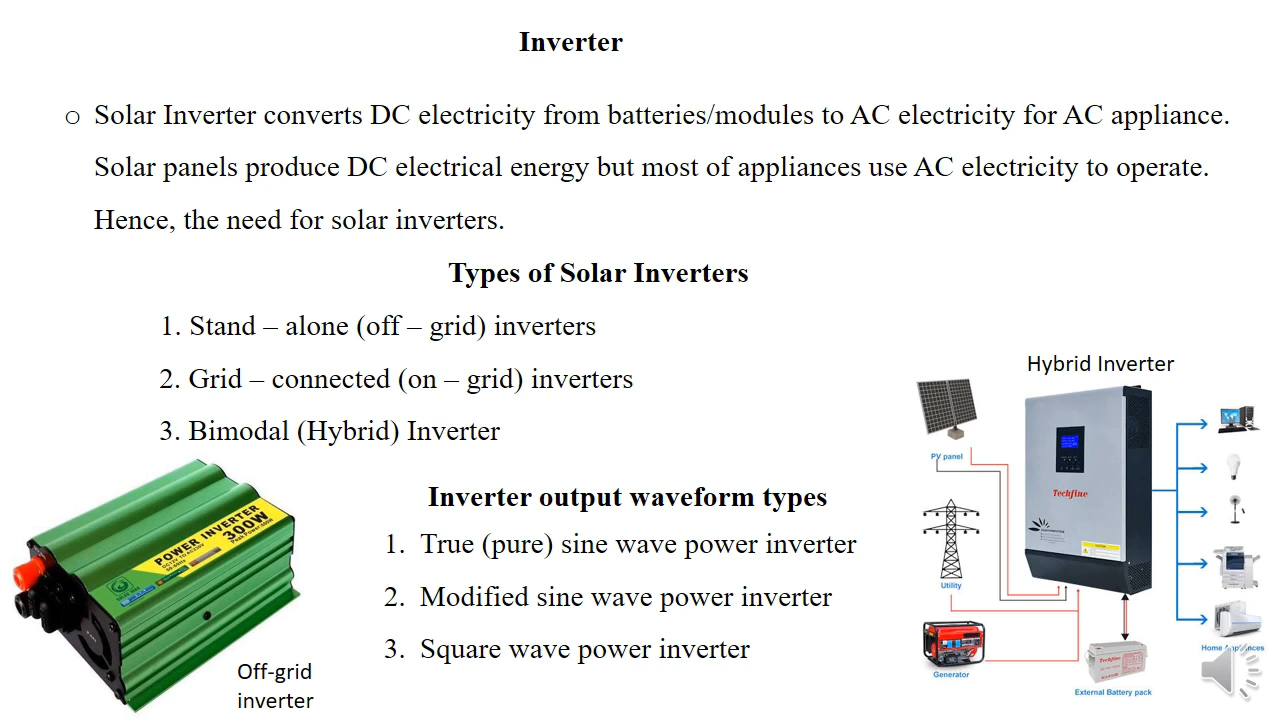 Inverter
o Solar Inverter converts DC electricity from batteries/modules to AC electricity for AC appliance.
Solar panels produce DC electrical energy but most of appliances use AC electricity to operate.
Hence, the need for solar inverters.
Types of Solar Inverters
1. Stand – alone (off – grid) inverters
2. Grid – connected (on – grid) inverters
3. Bimodal (Hybrid) Inverter
Inverter output waveform types
1. True (pure) sine wave power inverter
2. Modified sine wave power inverter
3. Square wave power inverter
POWER INVERTER
300W
Off-grid
inverter
Hybrid Inverter
PV panel
Techfine
Utility
Generator
Techfine
External Battery pack
Home Appliances